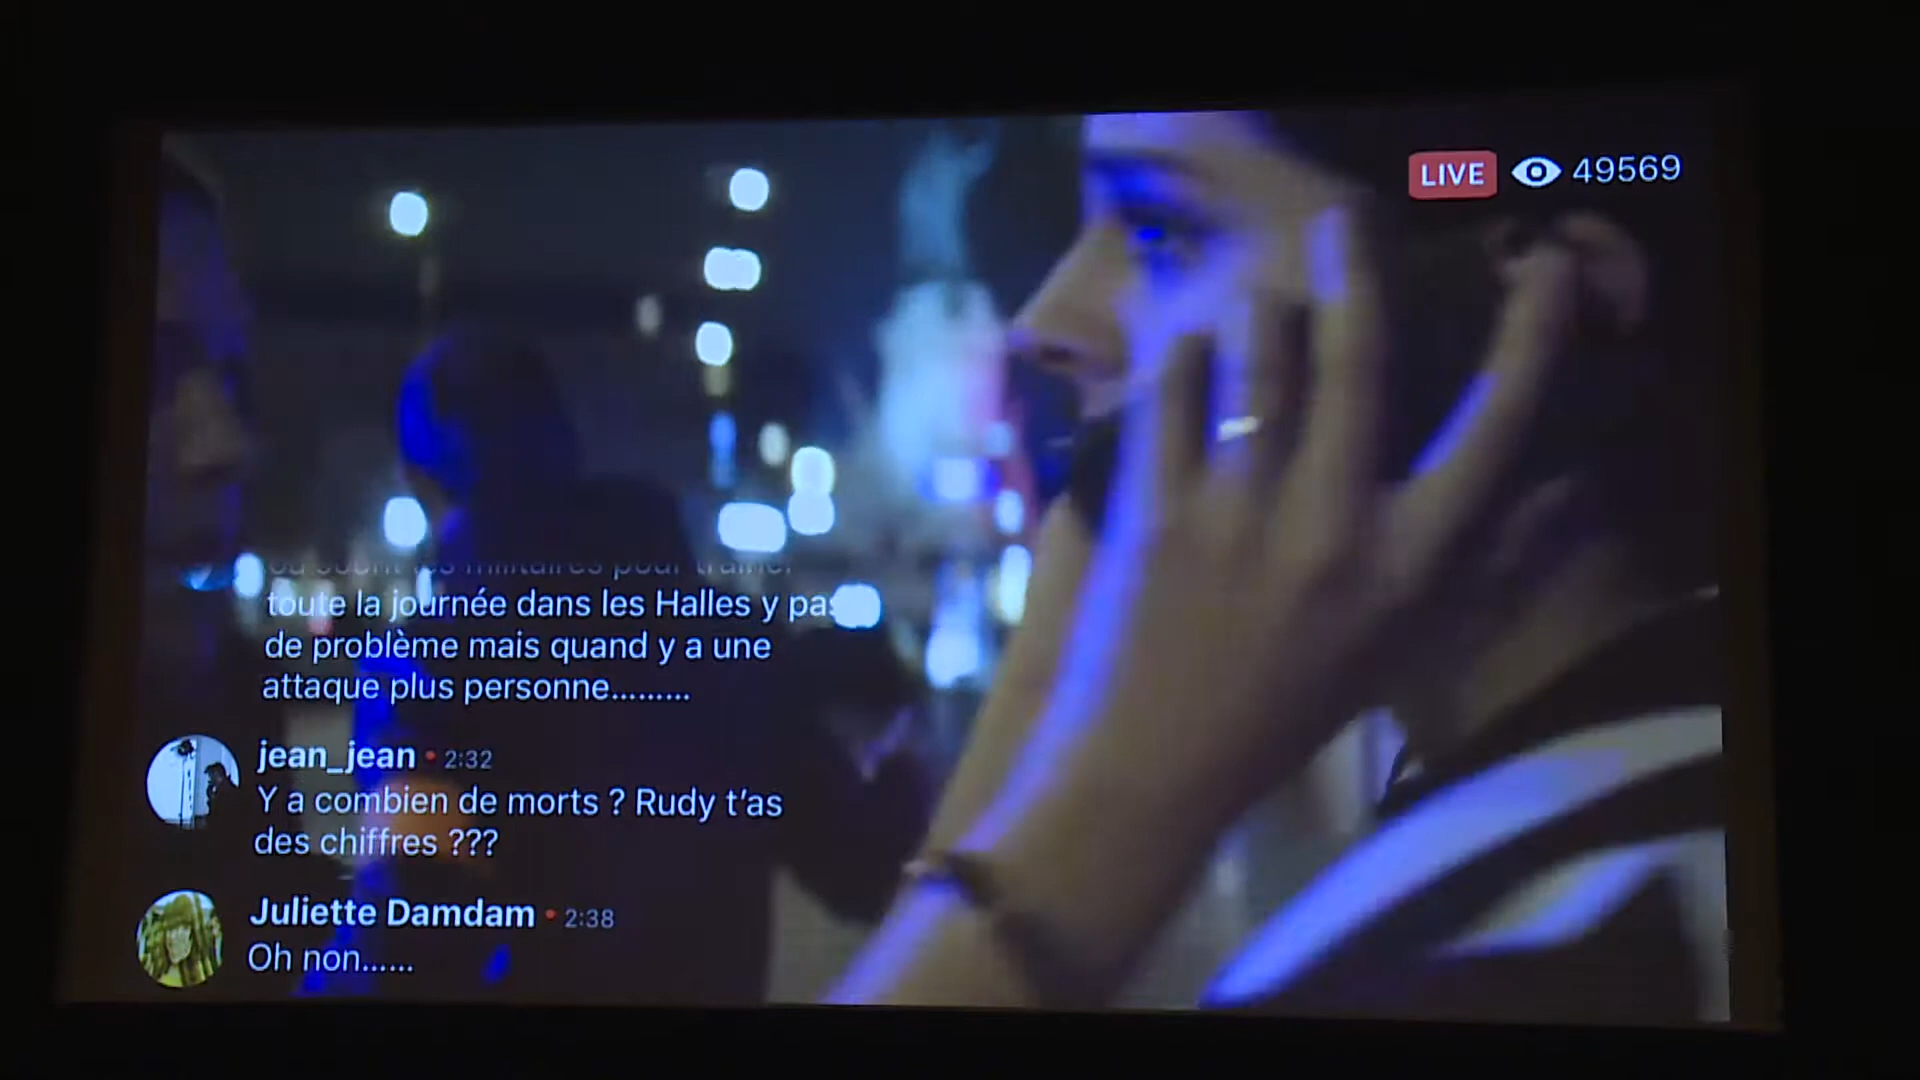 LIVE 49569
toute la journée dans les Halles y pas
de problème mais quand y a une
attaque plus personne.........
jean_jean • 2:32
Y a combien de morts ? Rudy t'as
des chiffres ???
Juliette Damdam • 2:38
Oh non......